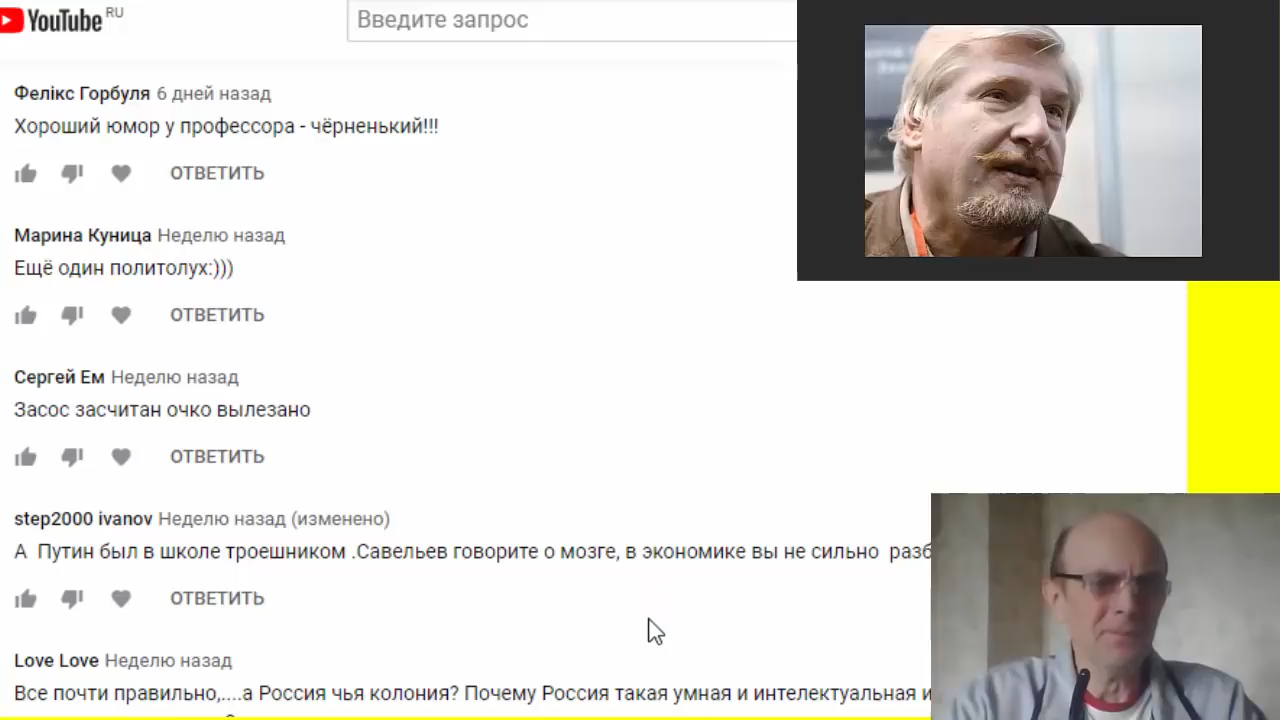 YouTube RU
Введите запрос
Фелікс Горбуля 6 дней назад
Хороший юмор у профессора - чёрненький!!!
ОТВЕТИТЬ
Марина Куница Неделю назад
Ещё один политолух:)))
ОТВЕТИТЬ
Сергей Ем Неделю назад
Засос засчитан очко вылезано
ОТВЕТИТЬ
step2000 ivanov Неделю назад (изменено)
А Путин был в школе троешником .Савельев говорите о мозге, в экономике вы не сильно
ОТВЕТИТЬ
Love Love Неделю назад
Все почти правильно,....а Россия чья колония? Почему Россия такая умная и интелектуальная и